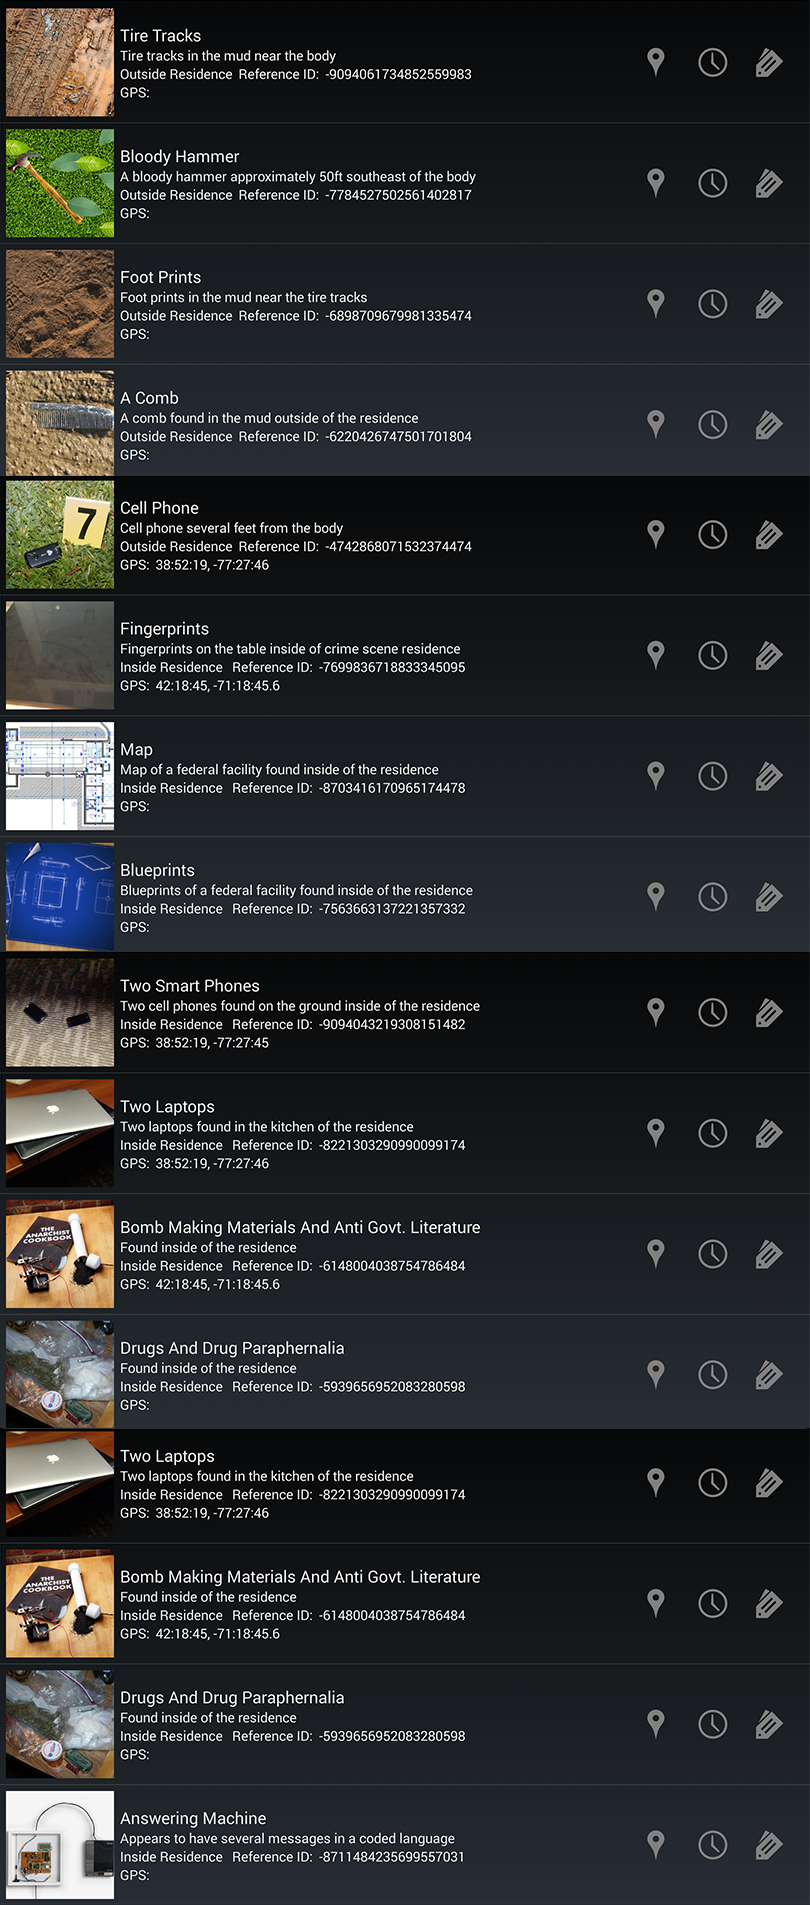 Tire Tracks
Tire tracks in the mud near the body
Outside Residence Reference ID: -9094061734852559983
GPS:
Bloody Hammer
A bloody hammer approximately 50ft southeast of the body
Outside Residence Reference ID: -7784527502561402817
GPS:
Foot Prints
Foot prints in the mud near the tire tracks
Outside Residence Reference ID: -6898709679981335474
GPS:
A Comb
A comb found in the mud outside of the residence
Outside Residence Reference ID: -6220426747501701804
GPS:
7
Cell Phone
Cell phone several feet from the body
Outside Residence Reference ID: -4742868071532374474
GPS: 38:52:19, -77:27:46
Fingerprints
Fingerprints on the table inside of crime scene residence
Inside Residence Reference ID: -7699836718833345095
GPS: 42:18:45, -71:18:45.6
Map
Map of a federal facility found inside of the residence
Inside Residence Reference ID: -8703416170965174478
GPS:
Blueprints
Blueprints of a federal facility found inside of the residence
Inside Residence Reference ID: -7563663137221357332
GPS:
Two Smart Phones
Two cell phones found on the ground inside of the residence
Inside Residence Reference ID: -9094043219308151482
GPS: 38:52:19, -77:27:45
Two Laptops
Two laptops found in the kitchen of the residence
Inside Residence Reference ID: -8221303290990099174
GPS: 38:52:19, -77:27:46
THE
ANARCHIST
COOKBOOK
Bomb Making Materials And Anti Govt. Literature
Found inside of the residence
Inside Residence Reference ID: -6148004038754786484
GPS: 42:18:45, -71:18:45.6
Drugs And Drug Paraphernalia
Found inside of the residence
Inside Residence Reference ID: -5939656952083280598
GPS:
Two Laptops
Two laptops found in the kitchen of the residence
Inside Residence Reference ID: -8221303290990099174
GPS: 38:52:19, -77:27:46
THE
ANARCHIST
COOKBOOK
Bomb Making Materials And Anti Govt. Literature
Found inside of the residence
Inside Residence Reference ID: -6148004038754786484
GPS: 42:18:45, -71:18:45.6
Drugs And Drug Paraphernalia
Found inside of the residence
Inside Residence Reference ID: -5939656952083280598
GPS:
Answering Machine
Appears to have several messages in a coded language
Inside Residence Reference ID: -8711484235699557031
GPS: